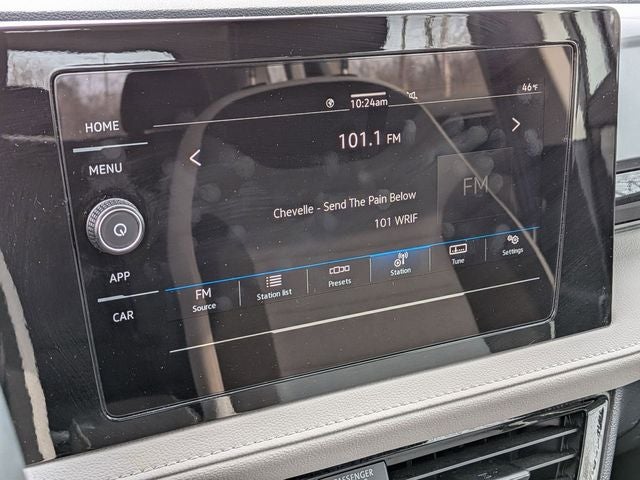 46°F
10:24am
HOME
101.1 FM
MENU
FM
Chevelle - Send The Pain Below
101 WRIF
APP
CAR
FM
Source
Station list
Presets
Station
Tune
Settings
PASSENGER